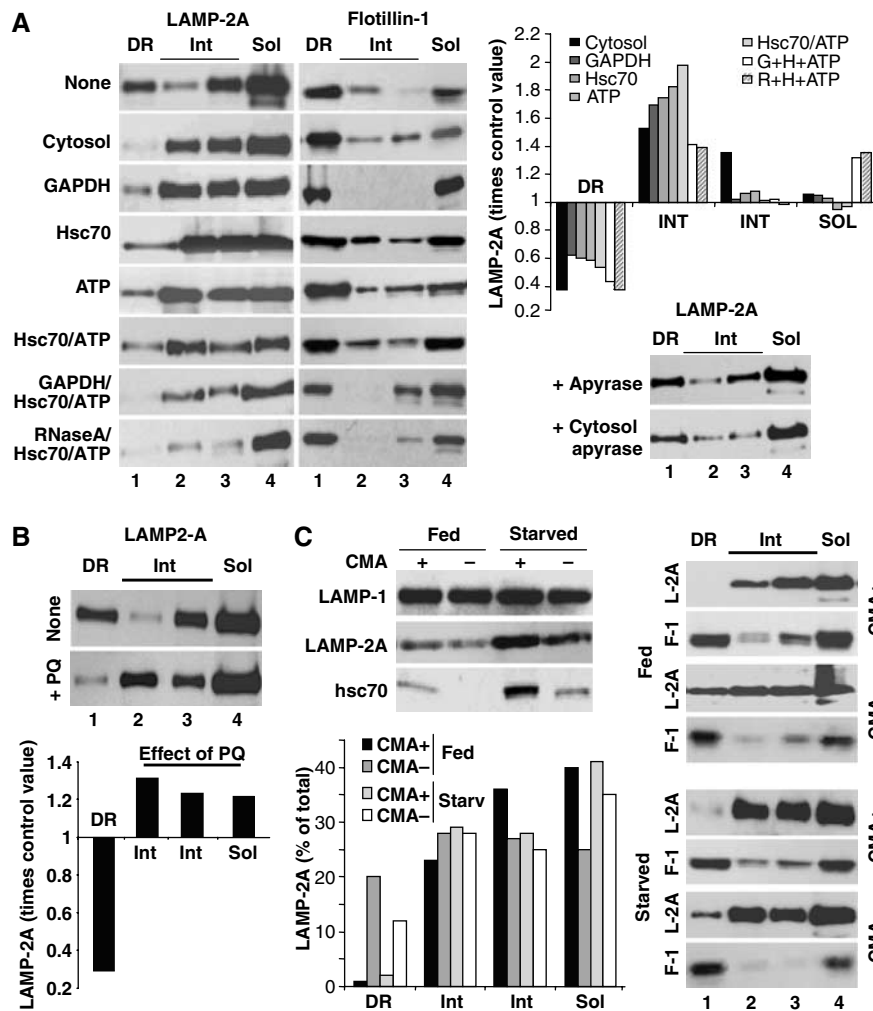 A
LAMP-2A Flotillin-1
DR Int Sol DR Int Sol
None
Cytosol
GAPDH
Hsc70
ATP
Hsc70/ATP
GAPDH/
Hsc70/ATP
RNaseA/
Hsc70/ATP
1 2 3 4 1 2 3 4
LAMP-2A (times control value)
2.2
2
1.8
1.6
1.4
1.2
1
0.8
0.6
0.4
0.2
Cytosol
GAPDH
Hsc70
ATP
Hsc70/ATP
G+H+ATP
R+H+ATP
DR
INT INT SOL
LAMP-2A
DR Int Sol
+ Apyrase
+ Cytosol
apyrase
1 2 3 4
B
LAMP2-A
DR Int Sol
None
+ PQ
1 2 3 4
LAMP-2A (times control value)
1.4
1.2
1
0.8
0.6
0.4
0.2
Effect of PQ
DR
Int Int Sol
C
Fed Starved
CMA + – + –
LAMP-1
LAMP-2A
hsc70
LAMP-2A (% of total)
40
30
20
10
0
CMA+
CMA–
Fed
CMA+
CMA–
Starv
DR Int Int Sol
DR Int Sol
Fed
L-2A
F-1
L-2A
F-1
Starved
L-2A
F-1
L-2A
F-1
1 2 3 4